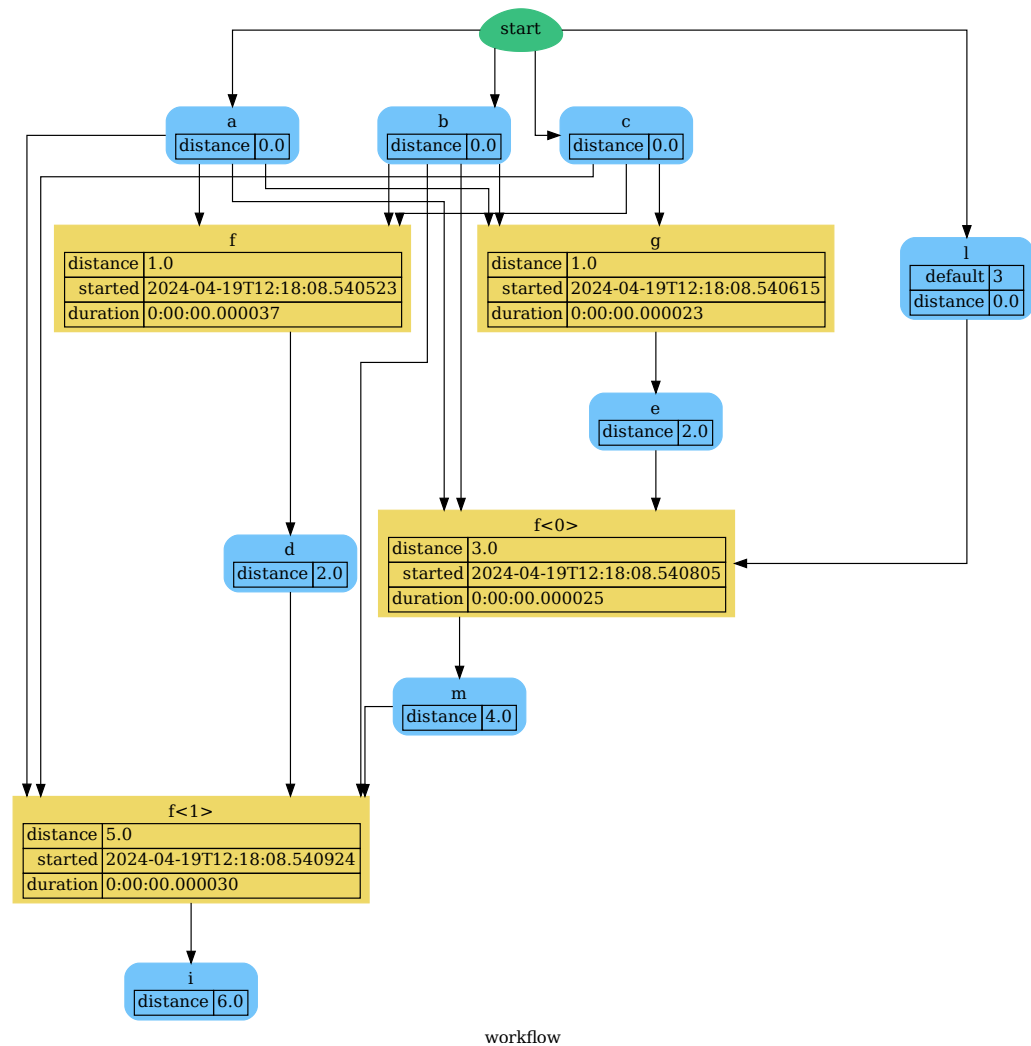 start
a
distance 0.0
b
distance 0.0
c
distance 0.0
f
distance 1.0
started 2024-04-19T12:18:08.540523
duration 0:00:00.000037
g
distance 1.0
started 2024-04-19T12:18:08.540615
duration 0:00:00.000023
l
default 3
distance 0.0
e
distance 2.0
f<0>
distance 3.0
started 2024-04-19T12:18:08.540805
duration 0:00:00.000025
d
distance 2.0
m
distance 4.0
f<1>
distance 5.0
started 2024-04-19T12:18:08.540924
duration 0:00:00.000030
i
distance 6.0
workflow